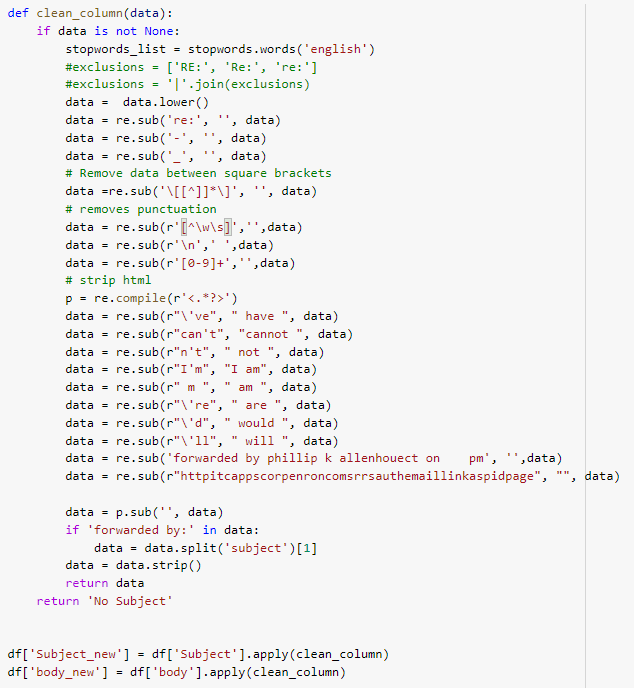 def clean_column(data):
    if data is not None:
        stopwords_list = stopwords.words('english')
        #exclusions = ['RE:', 'Re:', 're:']
        #exclusions = '|'.join(exclusions)
        data =  data.lower()
        data = re.sub('re:', '', data)
        data = re.sub('-', '', data)
        data = re.sub('_', '', data)
        # Remove data between square brackets
        data =re.sub('\[[^]]*\]', '', data)
        # removes punctuation
        data = re.sub(r'[^\w\s]','',data)
        data = re.sub(r'\n',' ',data)
        data = re.sub(r'[0-9]+','',data)
        # strip html
        p = re.compile(r'<.*?>')
        data = re.sub(r"\'ve", " have ", data)
        data = re.sub(r"can't", "cannot ", data)
        data = re.sub(r"n't", " not ", data)
        data = re.sub(r"I'm", "I am", data)
        data = re.sub(r" m ", " am ", data)
        data = re.sub(r"\'re", " are ", data)
        data = re.sub(r"\'d", " would ", data)
        data = re.sub(r"\'ll", " will ", data)
        data = re.sub('forwarded by phillip k allenhouect on    pm', '',data)
        data = re.sub(r"httpitcappscorpenroncomsrrsauthemaillinkaspidpage", "", data)

        data = p.sub('', data)
        if 'forwarded by:' in data:
            data = data.split('subject')[1]
        data = data.strip()
        return data
    return 'No Subject'


df['Subject_new'] = df['Subject'].apply(clean_column)
df['body_new'] = df['body'].apply(clean_column)